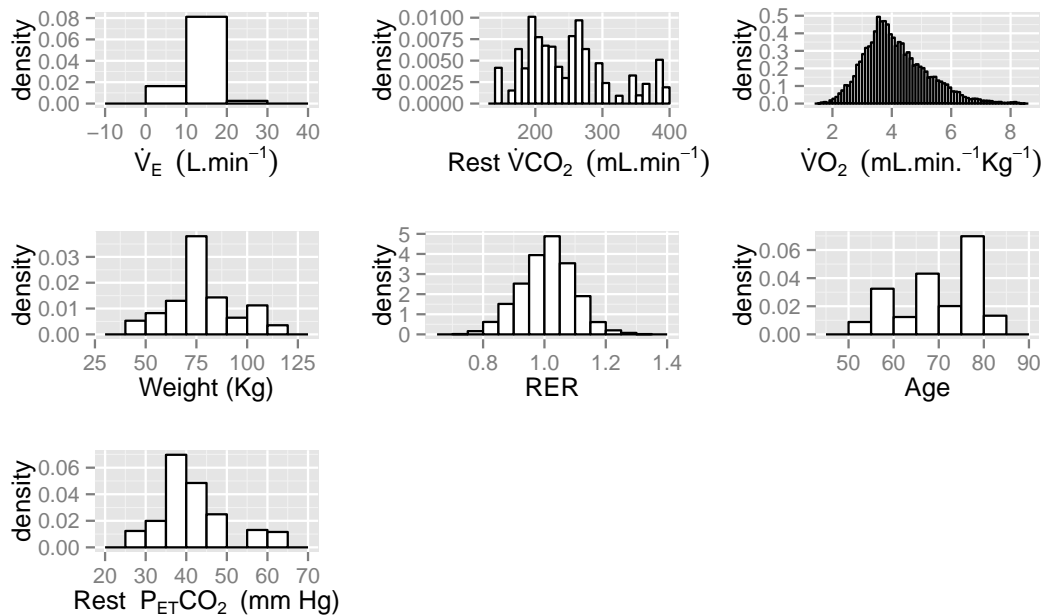 density
0.08
0.04
0.00
−10 0 10 20 30 40
V̇E (L.min−1)
density
0.0100
0.0075
0.0050
0.0025
0.0000
200 300 400
Rest V̇CO2 (mL.min−1)
density
0.5
0.4
0.3
0.2
0.1
0.0
2 4 6 8
V̇O2 (mL.min.−1Kg−1)
density
0.03
0.02
0.01
0.00
25 50 75 100 125
Weight (Kg)
density
5
4
3
2
1
0
0.8 1.0 1.2 1.4
RER
density
0.06
0.04
0.02
0.00
50 60 70 80 90
Age
density
0.06
0.04
0.02
0.00
20 30 40 50 60 70
Rest PETCO2 (mm Hg)